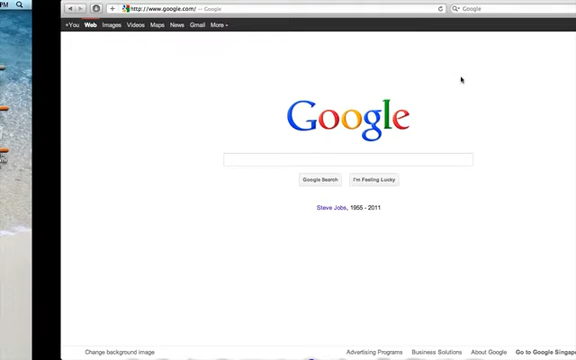 PM
http://www.google.com/ — Google
Google
+You Web Images Videos Maps News Gmail More
Google
Google Search I'm Feeling Lucky
Steve Jobs, 1955 - 2011
Change background image Advertising Programs Business Solutions About Google Go to Google Singap